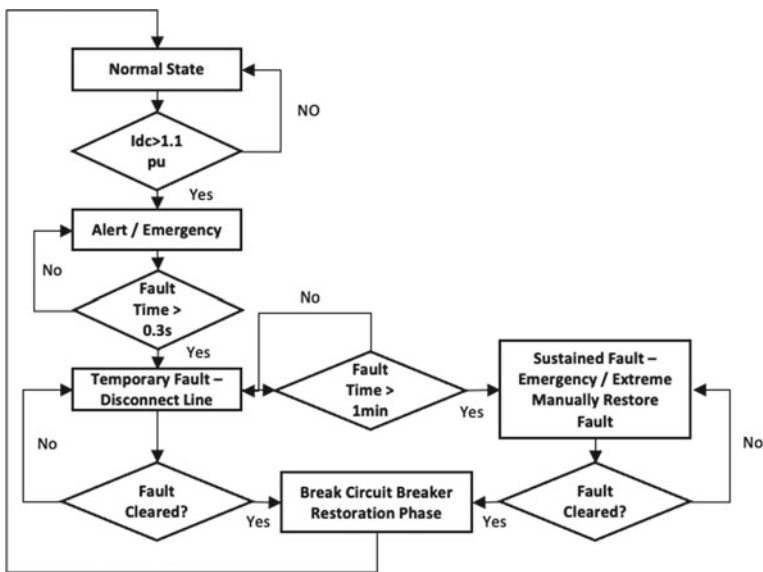 Normal State
NO
Idc>1.1
pu
Yes
Alert / Emergency
No
Fault
Time >
0.3s
Yes
No
Temporary Fault –
Disconnect Line
Fault
Time >
1min
Yes
Sustained Fault –
Emergency / Extreme
Manually Restore
Fault
No
No
Fault
Cleared?
Yes
Break Circuit Breaker
Restoration Phase
Yes
Fault
Cleared?